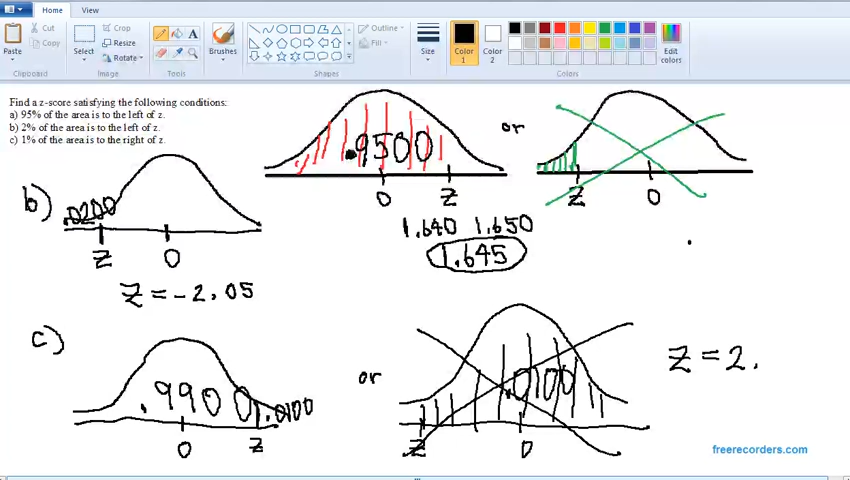 Home View
Paste
Cut
Copy
Clipboard
Select
Crop
Resize
Rotate
Image
Tools
Brushes
Shapes
Outline
Fill
Size
Color 1
Color 2
Edit colors
Colors
Find a z-score satisfying the following conditions:
a) 95% of the area is to the left of z.
b) 2% of the area is to the left of z.
c) 1% of the area is to the right of z.
.9500
0 Z
or
Z 0
1.640 1.650
1.645
b)
.0200
Z 0
Z = -2.05
c)
.9900 .0100
0 Z
or
.0100
Z 0
Z = 2.
freerecorders.com